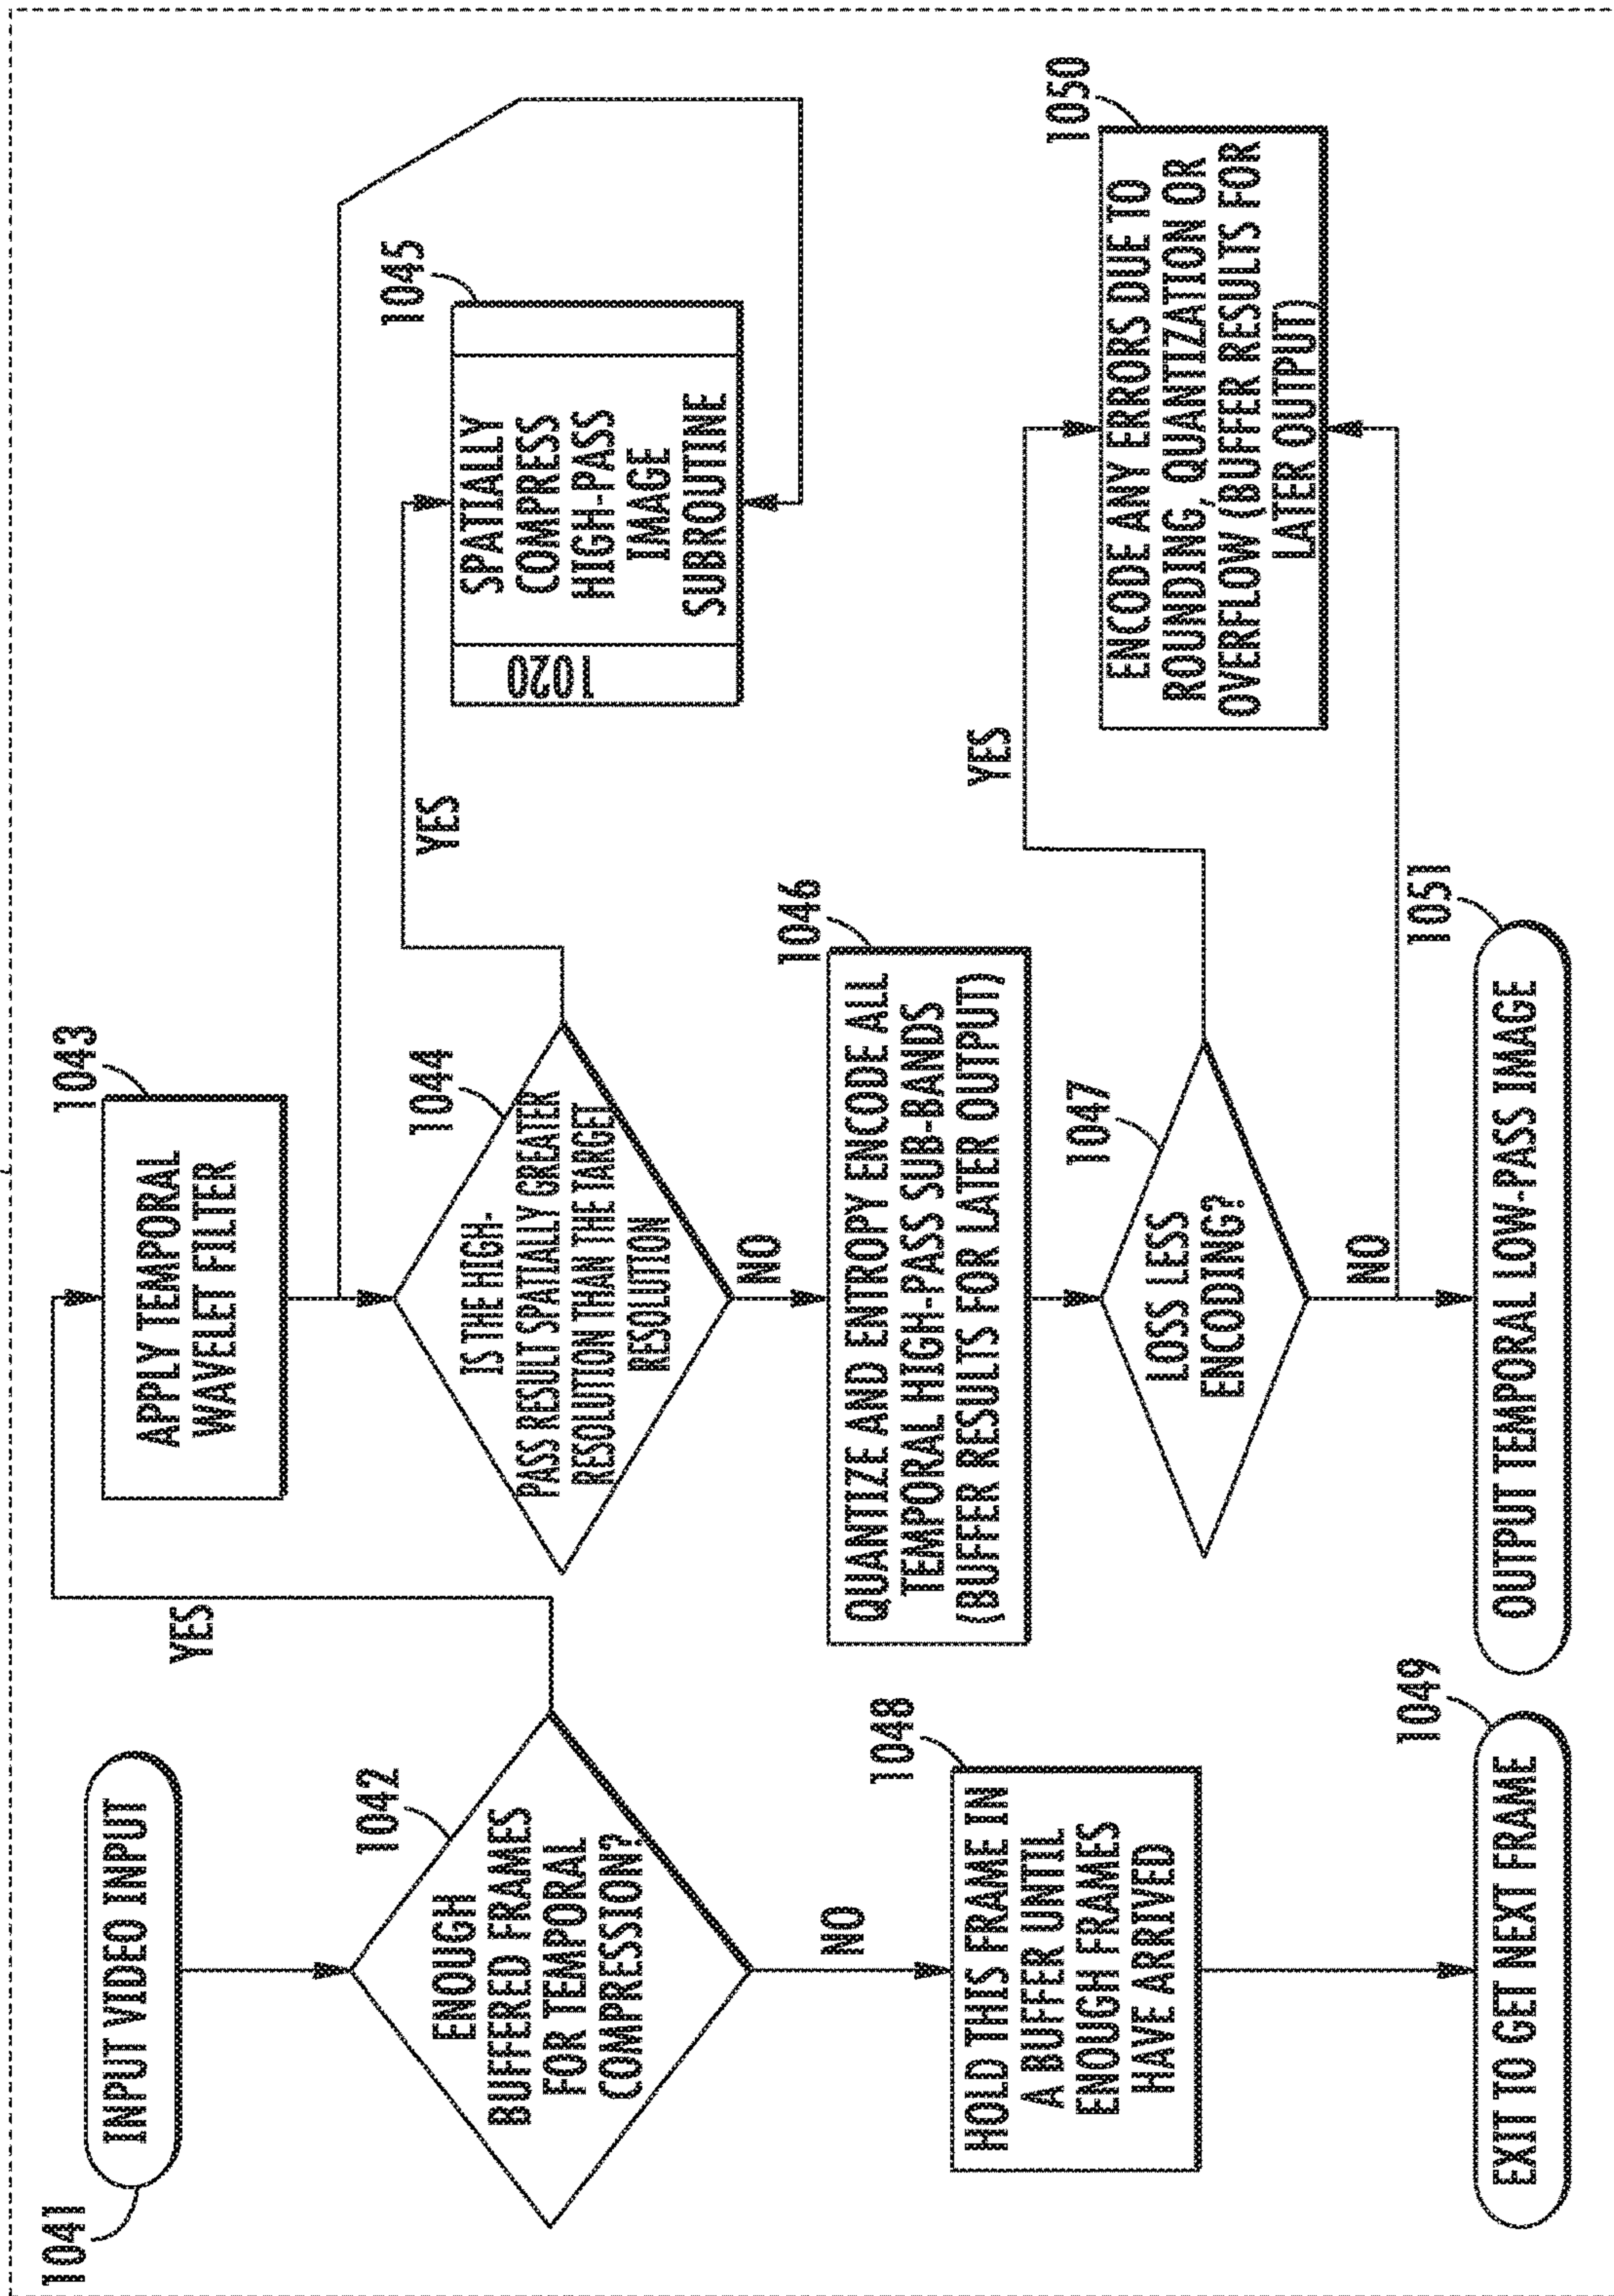 1041
INPUT VIDEO INPUT
1042
ENOUGH
BUFFERED FRAMES
FOR TEMPORAL
COMPRESSION?
YES
NO
1048
HOLD THIS FRAME IN
A BUFFER UNTIL
ENOUGH FRAMES
HAVE ARRIVED
1049
EXIT TO GET NEXT FRAME
1043
APPLY TEMPORAL
WAVELET FILTER
1044
IS THE HIGH-
PASS RESULT SPATIALLY GREATER
RESOLUTION THAN THE TARGET
RESOLUTION
YES
NO
1045
1020
SPATIALLY
COMPRESS
HIGH-PASS
IMAGE
SUBROUTINE
1046
QUANTIZE AND ENTROPY ENCODE ALL
TEMPORAL HIGH-PASS SUB-BANDS
(BUFFER RESULTS FOR LATER OUTPUT)
1047
LOSS LESS
ENCODING?
YES
NO
1050
ENCODE ANY ERRORS DUE TO
ROUNDING, QUANTIZATION OR
OVERFLOW (BUFFER RESULTS FOR
LATER OUTPUT)
1051
OUTPUT TEMPORAL LOW-PASS IMAGE